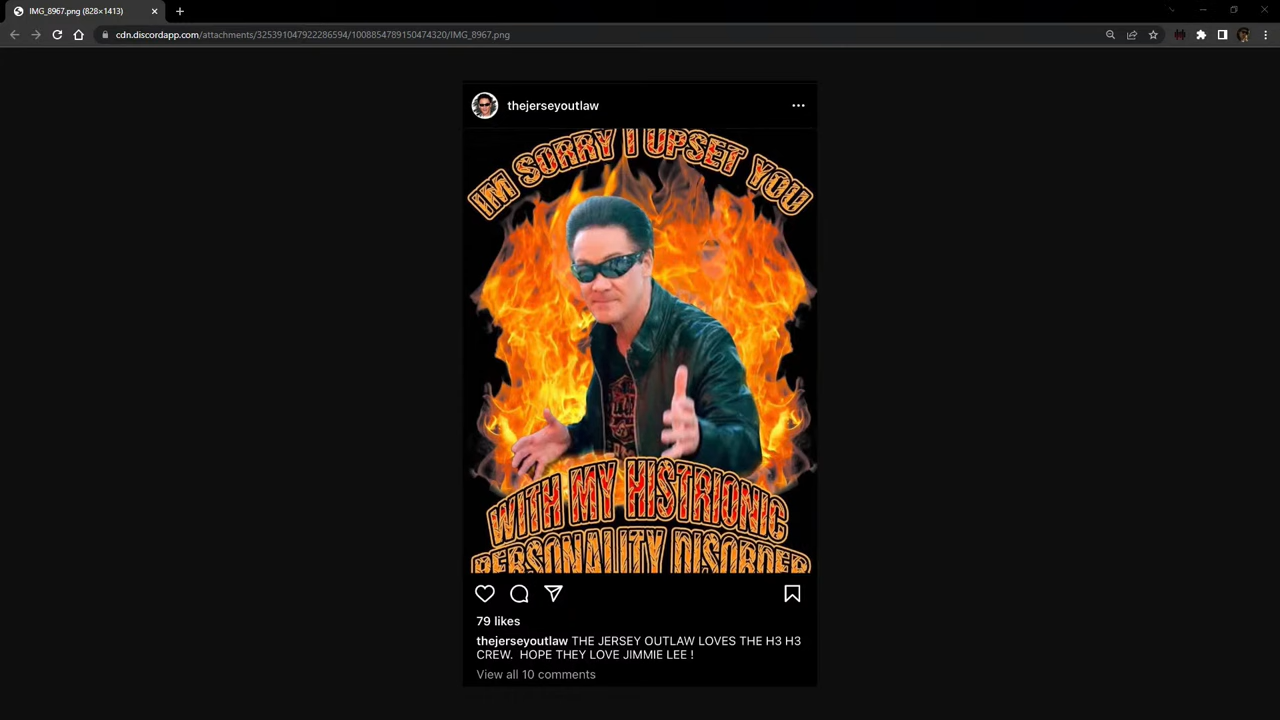 IMG_8967.png (828×1413)
cdn.discordapp.com/attachments/325391047922286594/1008854789150474320/IMG_8967.png
thejerseyoutlaw
IM SORRY I UPSET YOU
WITH MY HISTRIONIC
PERSONALITY DISORDER
79 likes
thejerseyoutlaw THE JERSEY OUTLAW LOVES THE H3 H3
CREW. HOPE THEY LOVE JIMMIE LEE !
View all 10 comments